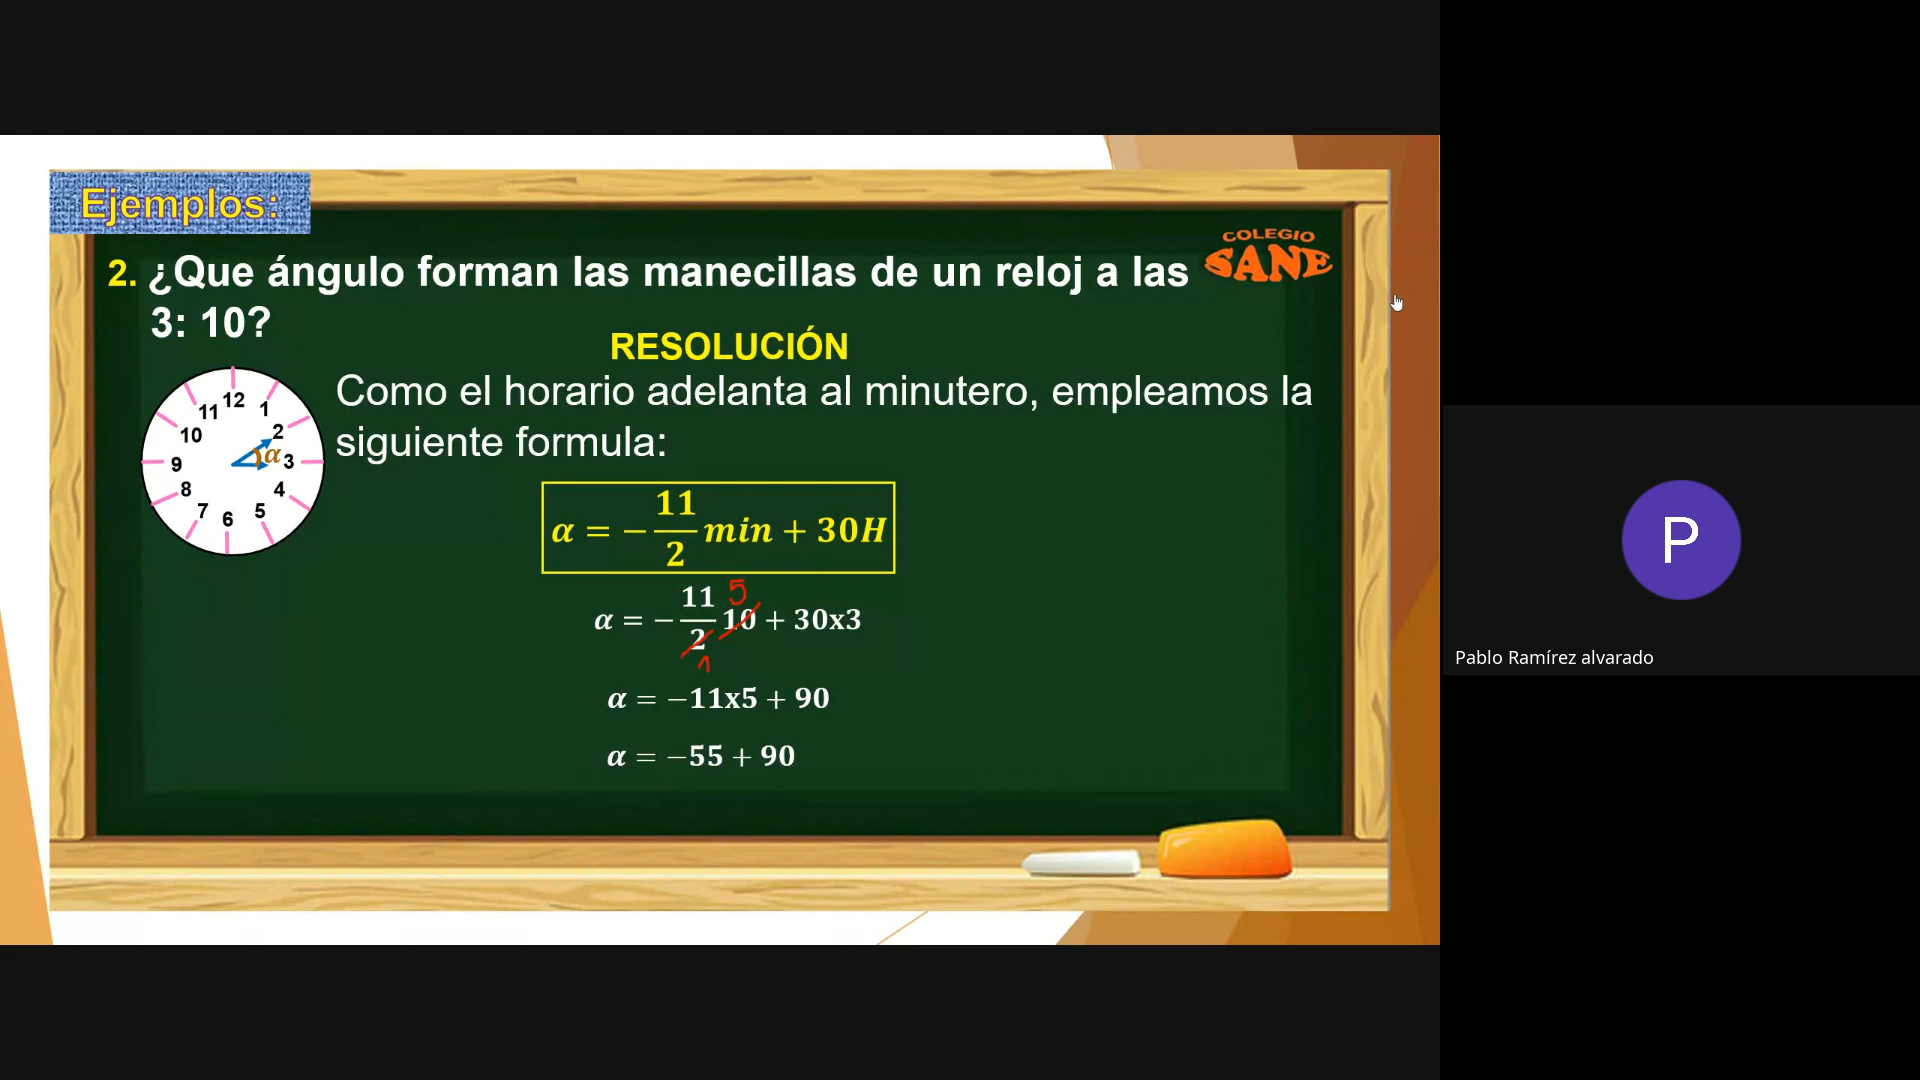 Ejemplos:
COLEGIO
SANE
2. ¿Que ángulo forman las manecillas de un reloj a las
3: 10?
RESOLUCIÓN
Como el horario adelanta al minutero, empleamos la
siguiente formula:
12
11 1
10 2
9 α 3
8 4
7 6 5
α = −11/2 min + 30H
5
α = −11/2 10 + 30x3
1
α = −11x5 + 90
α = −55 + 90
P
Pablo Ramírez alvarado